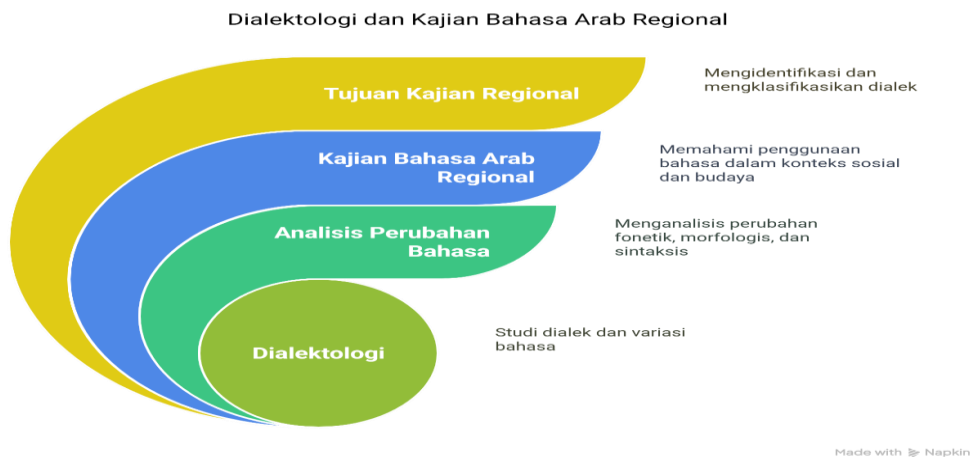 Dialektologi dan Kajian Bahasa Arab Regional
Tujuan Kajian Regional
Mengidentifikasi dan
mengklasifikasikan dialek
Kajian Bahasa Arab
Regional
Memahami penggunaan
bahasa dalam konteks sosial
dan budaya
Analisis Perubahan
Bahasa
Menganalisis perubahan
fonetik, morfologis, dan
sintaksis
Dialektologi
Studi dialek dan variasi
bahasa
Made with Napkin